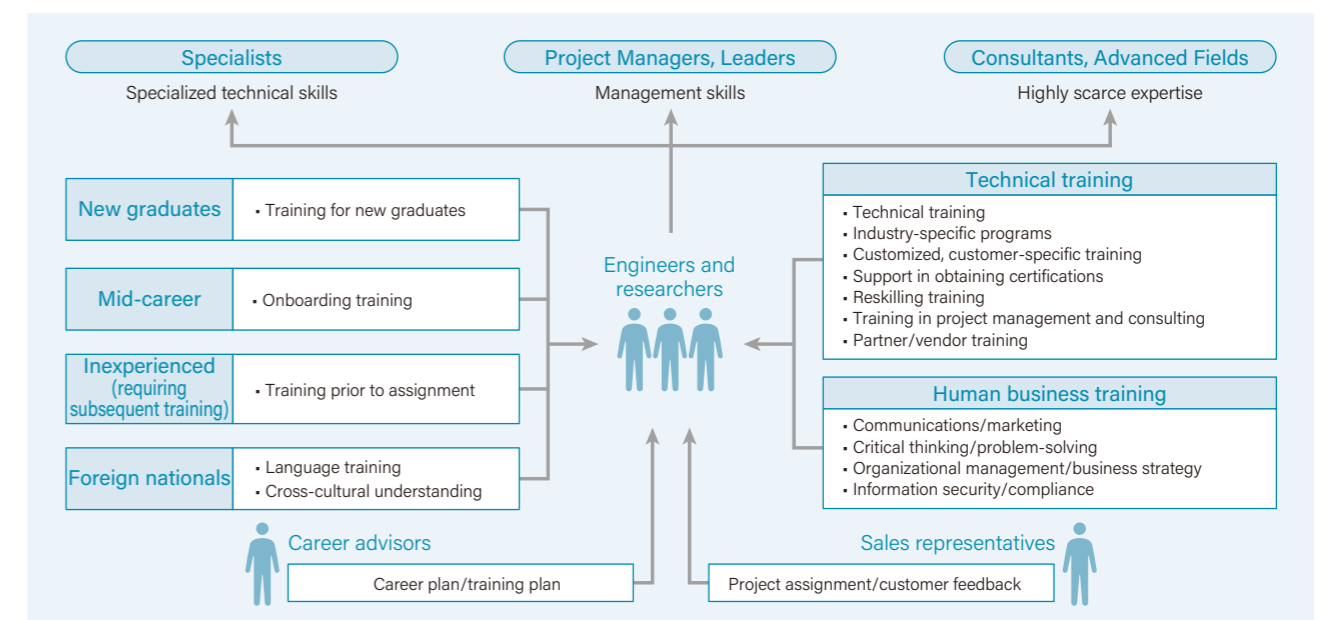 Specialists
Specialized technical skills
Project Managers, Leaders
Management skills
Consultants, Advanced Fields
Highly scarce expertise
New graduates
▪ Training for new graduates
Mid-career
▪ Onboarding training
Inexperienced
(requiring
subsequent training)
▪ Training prior to assignment
Foreign nationals
▪ Language training
▪ Cross-cultural understanding
Engineers and
researchers
Technical training
▪ Technical training
▪ Industry-specific programs
▪ Customized, customer-specific training
▪ Support in obtaining certifications
▪ Reskilling training
▪ Training in project management and consulting
▪ Partner/vendor training
Human business training
▪ Communications/marketing
▪ Critical thinking/problem-solving
▪ Organizational management/business strategy
▪ Information security/compliance
Career advisors
Career plan/training plan
Sales representatives
Project assignment/customer feedback